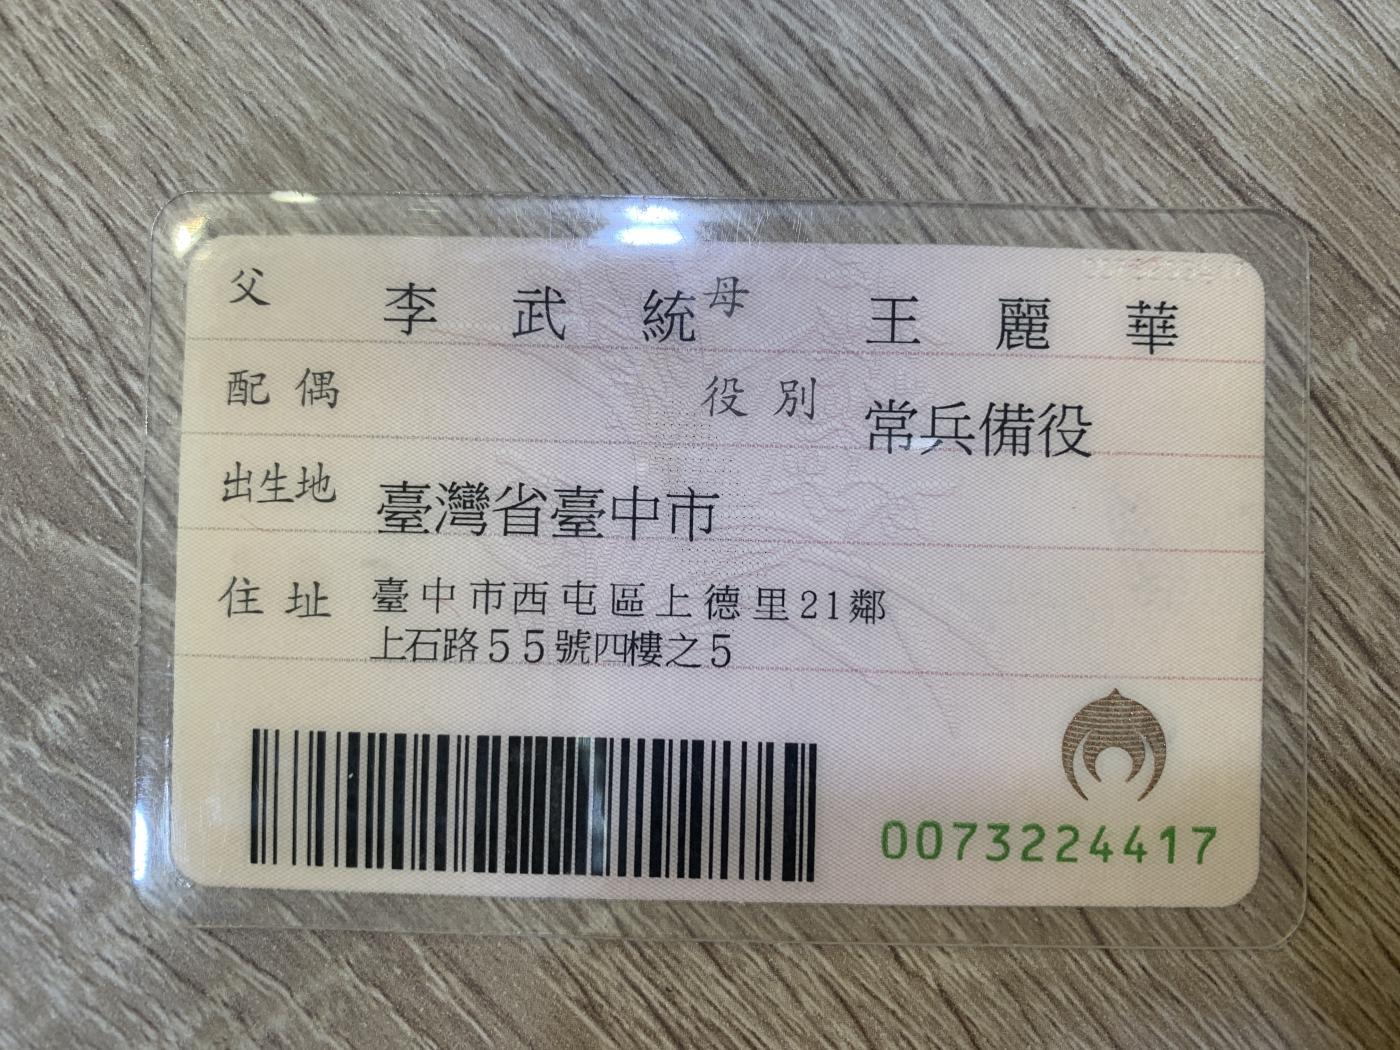 父 李武統 母 王麗華
配偶 役別 常兵備役
出生地 臺灣省臺中市
住址 臺中市西屯區上德里21鄰
上石路55號四樓之5
0073224417